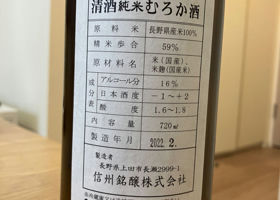 清酒純米むろか酒
原料米 長野県産米100%
精米歩合 59%
原材料名 米(国産)、米麹(国産米)
成分表
アルコール分 16%
日本酒度 -1~+2
酸度 1.6~1.8
内容量 720㎖
製造年月 2022.2.
製造者
長野県上田市長瀬2999-1
信州銘醸株式会社